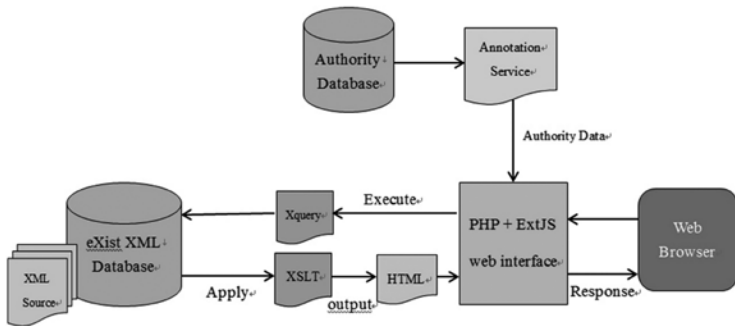 Authority
Database
Annotation
Service
Authority Data
Execute
Xquery
PHP + ExtJS
web interface
Web
Browser
eXist XML
Database
XML
Source
Apply
XSLT
output
HTML
Response